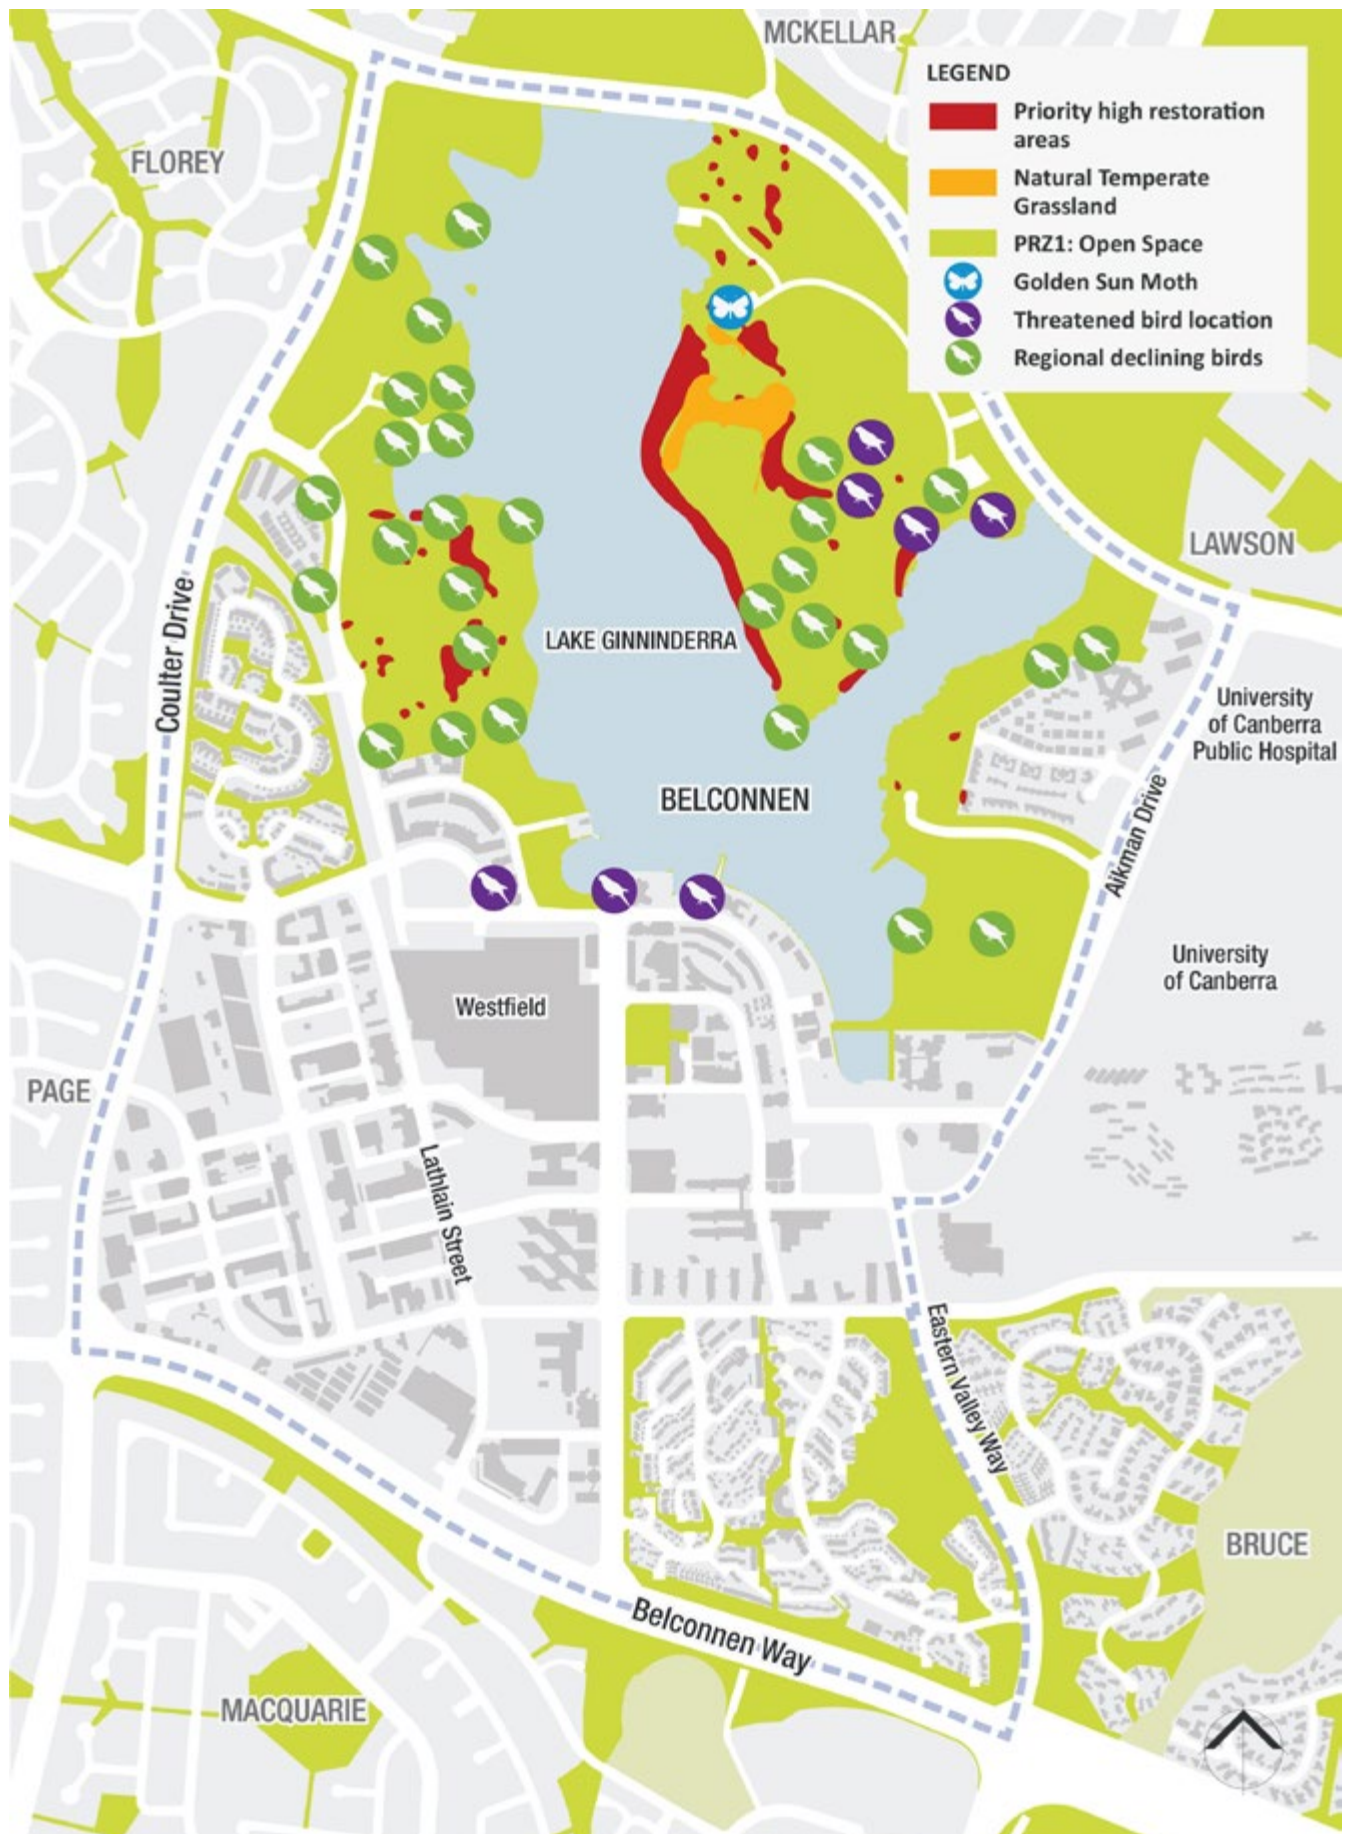 MCKELLAR
LEGEND
Priority high restoration
areas
Natural Temperate
Grassland
PRZ1: Open Space
Golden Sun Moth
Threatened bird location
Regional declining birds
FLOREY
LAWSON
Coulter Drive
LAKE GINNINDERRA
University
of Canberra
Public Hospital
BELCONNEN
Aikman Drive
University
of Canberra
Westfield
PAGE
Lathlain Street
Eastern Valley Way
BRUCE
Belconnen Way
MACQUARIE